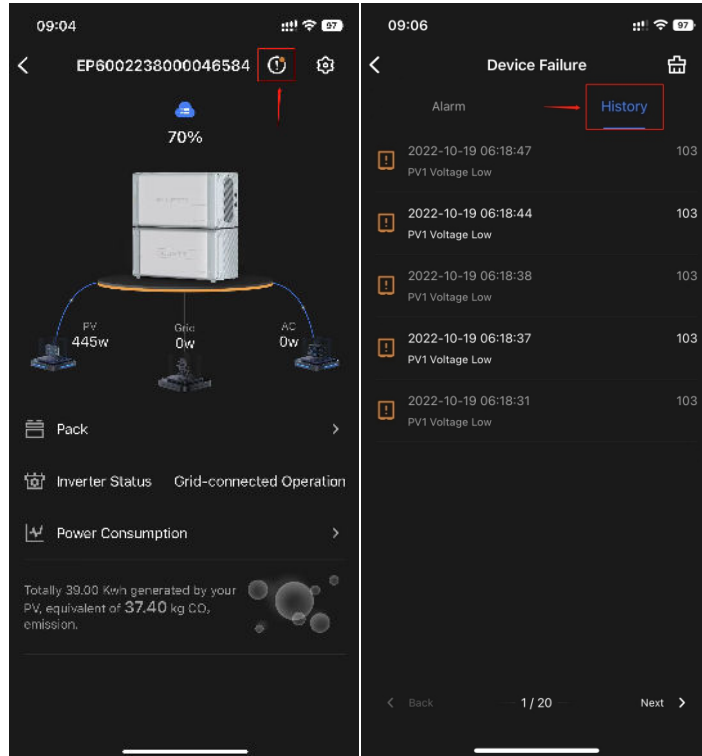 09:04
97
EP6002238000046584
70%
PV
445w
Grid
0w
AC
0w
Pack
Inverter Status Grid-connected Operation
Power Consumption
Totally 39.00 Kwh generated by your
PV, equivalent of 37.40 kg CO₂
emission.
09:06
97
Device Failure
Alarm
History
2022-10-19 06:18:47 103
PV1 Voltage Low
2022-10-19 06:18:44 103
PV1 Voltage Low
2022-10-19 06:18:38 103
PV1 Voltage Low
2022-10-19 06:18:37 103
PV1 Voltage Low
2022-10-19 06:18:31 103
PV1 Voltage Low
Back 1 / 20 Next